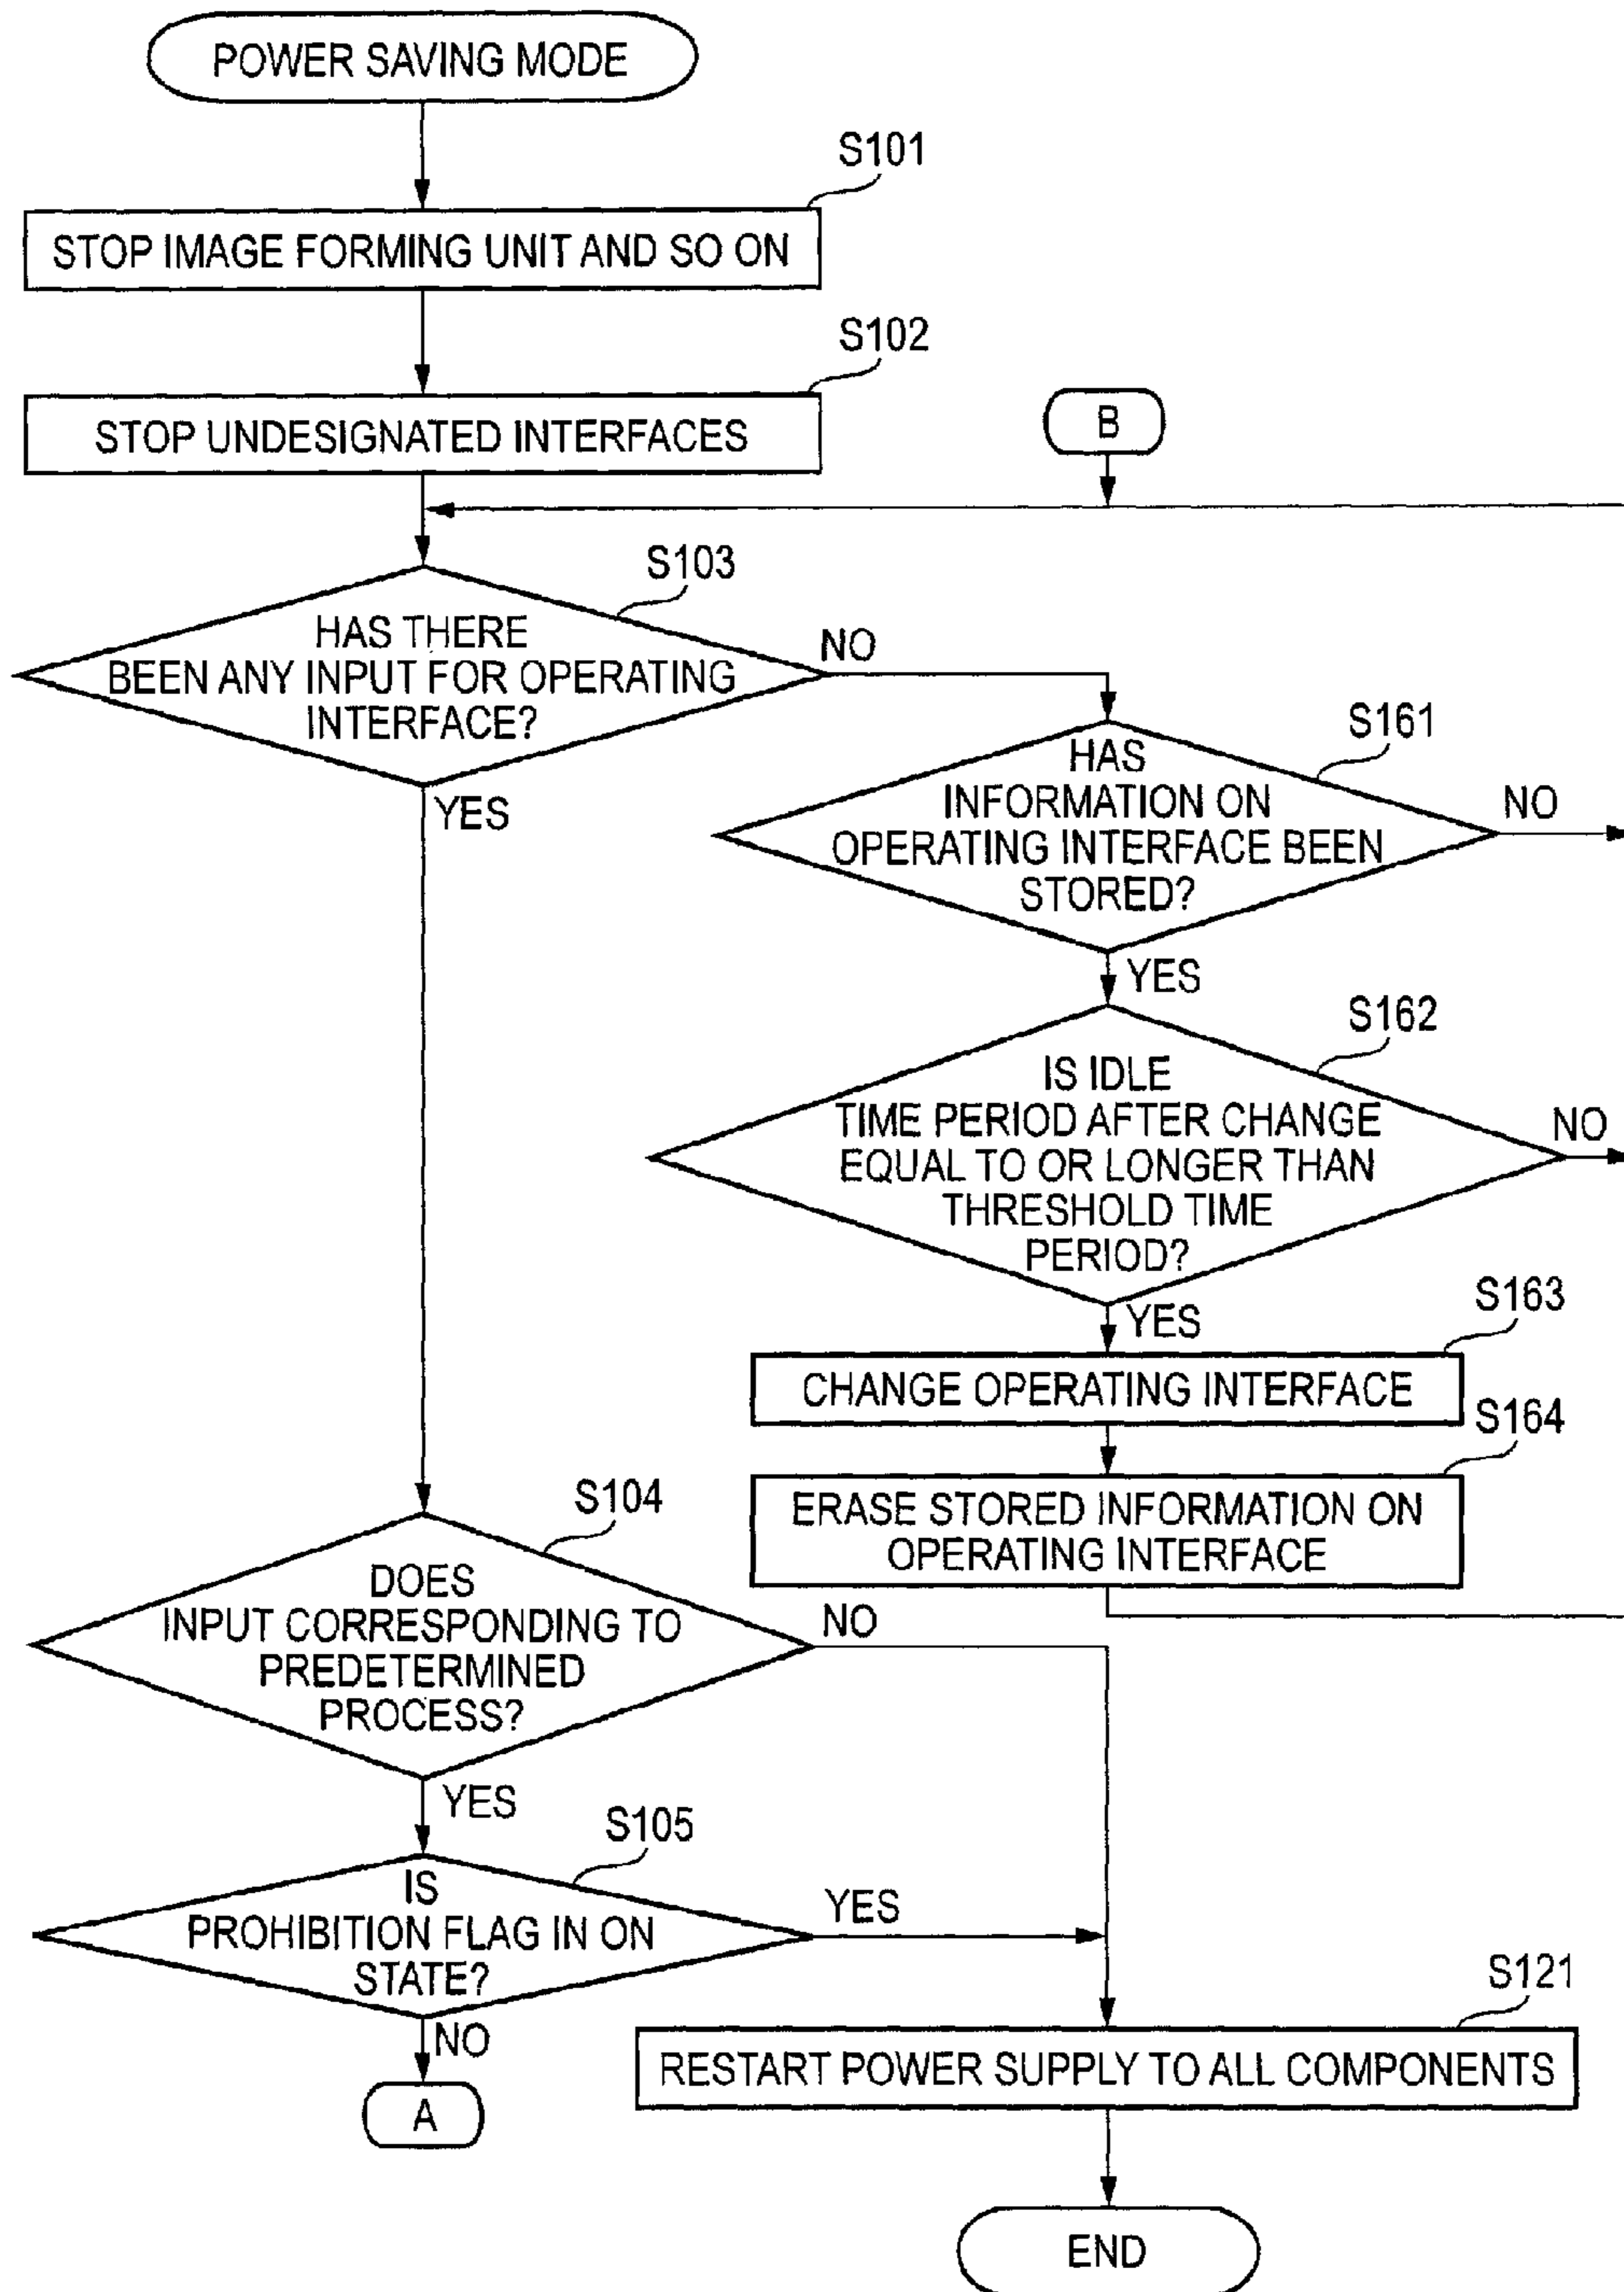 POWER SAVING MODE
S101
STOP IMAGE FORMING UNIT AND SO ON
S102
STOP UNDESIGNATED INTERFACES
B
S103
HAS THERE
BEEN ANY INPUT FOR OPERATING
INTERFACE?
NO
YES
S161
HAS
INFORMATION ON
OPERATING INTERFACE BEEN
STORED?
NO
YES
S162
IS IDLE
TIME PERIOD AFTER CHANGE
EQUAL TO OR LONGER THAN
THRESHOLD TIME
PERIOD?
NO
YES
S163
CHANGE OPERATING INTERFACE
S164
ERASE STORED INFORMATION ON
OPERATING INTERFACE
S104
DOES
INPUT CORRESPONDING TO
PREDETERMINED
PROCESS?
NO
YES
S105
IS
PROHIBITION FLAG IN ON
STATE?
YES
NO
A
S121
RESTART POWER SUPPLY TO ALL COMPONENTS
END